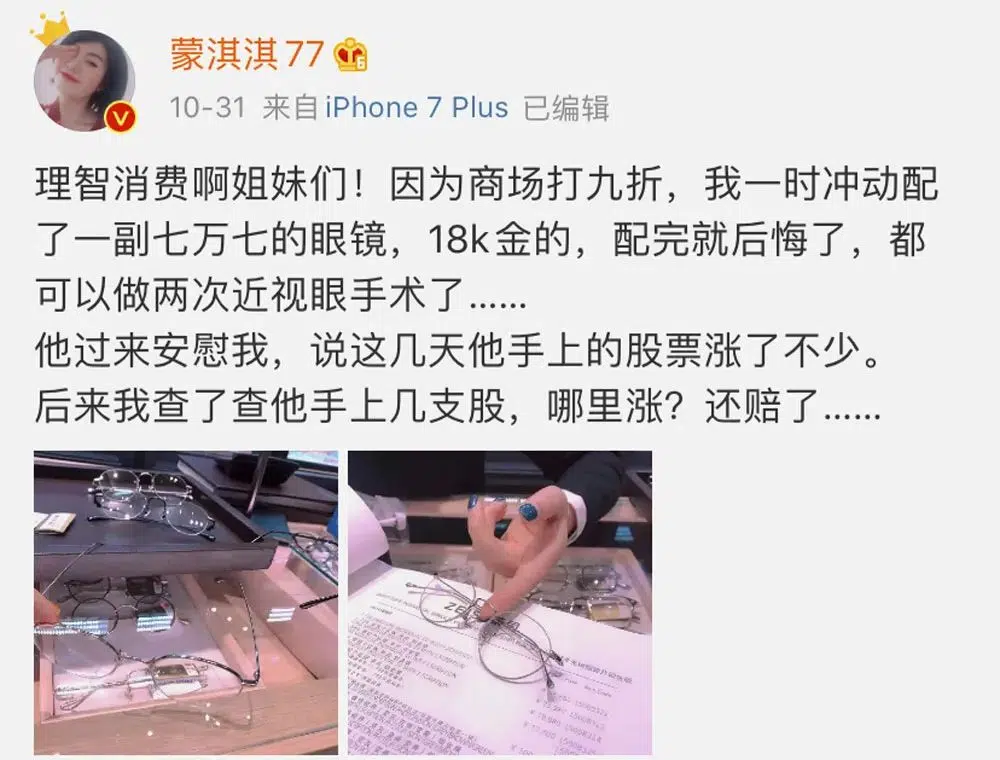 蒙淇淇77
10-31 来自 iPhone 7 Plus 已编辑
理智消费啊姐妹们！因为商场打九折，我一时冲动配
了一副七万七的眼镜，18k金的，配完就后悔了，都
可以做两次近视眼手术了……
他过来安慰我，说这几天他手上的股票涨了不少。
后来我查了查他手上几支股，哪里涨？还赔了……